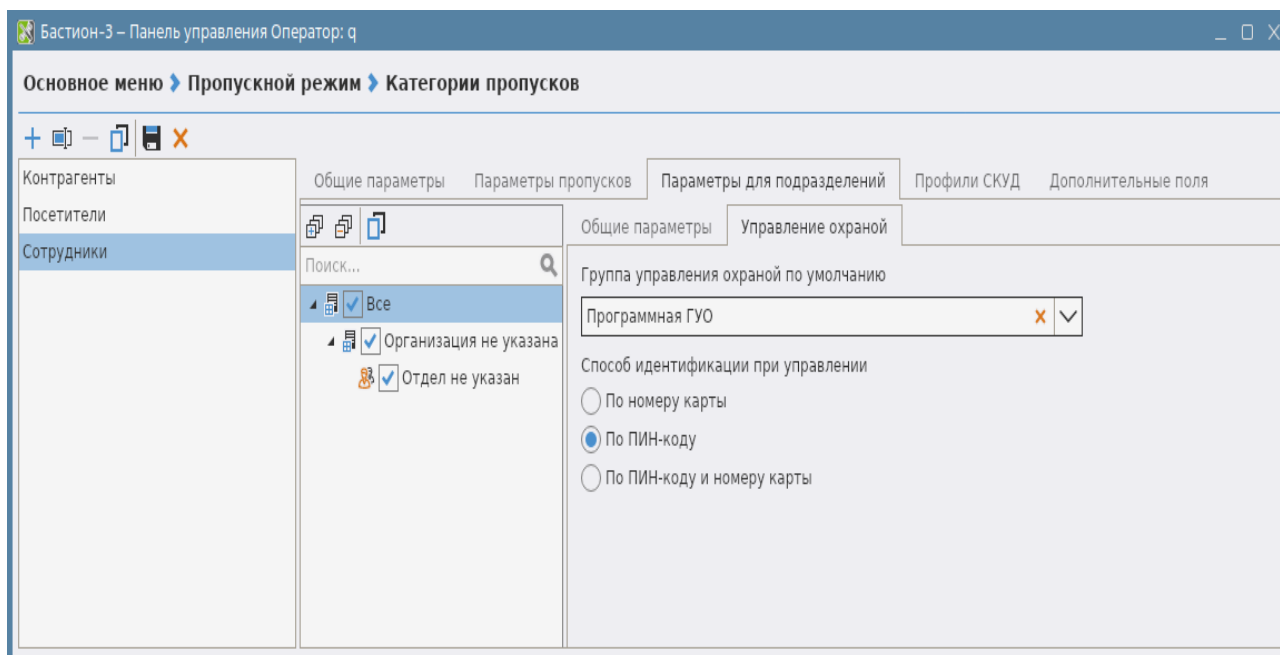 Бастион-3 – Панель управления Оператор: q
Основное меню Пропускной режим Категории пропусков
Контрагенты
Посетители
Сотрудники
Общие параметры Параметры пропусков Параметры для подразделений Профили СКУД Дополнительные поля
Поиск...
Все
Организация не указана
Отдел не указан
Общие параметры Управление охраной
Группа управления охраной по умолчанию
Программная ГУО
Способ идентификации при управлении
По номеру карты
По ПИН-коду
По ПИН-коду и номеру карты